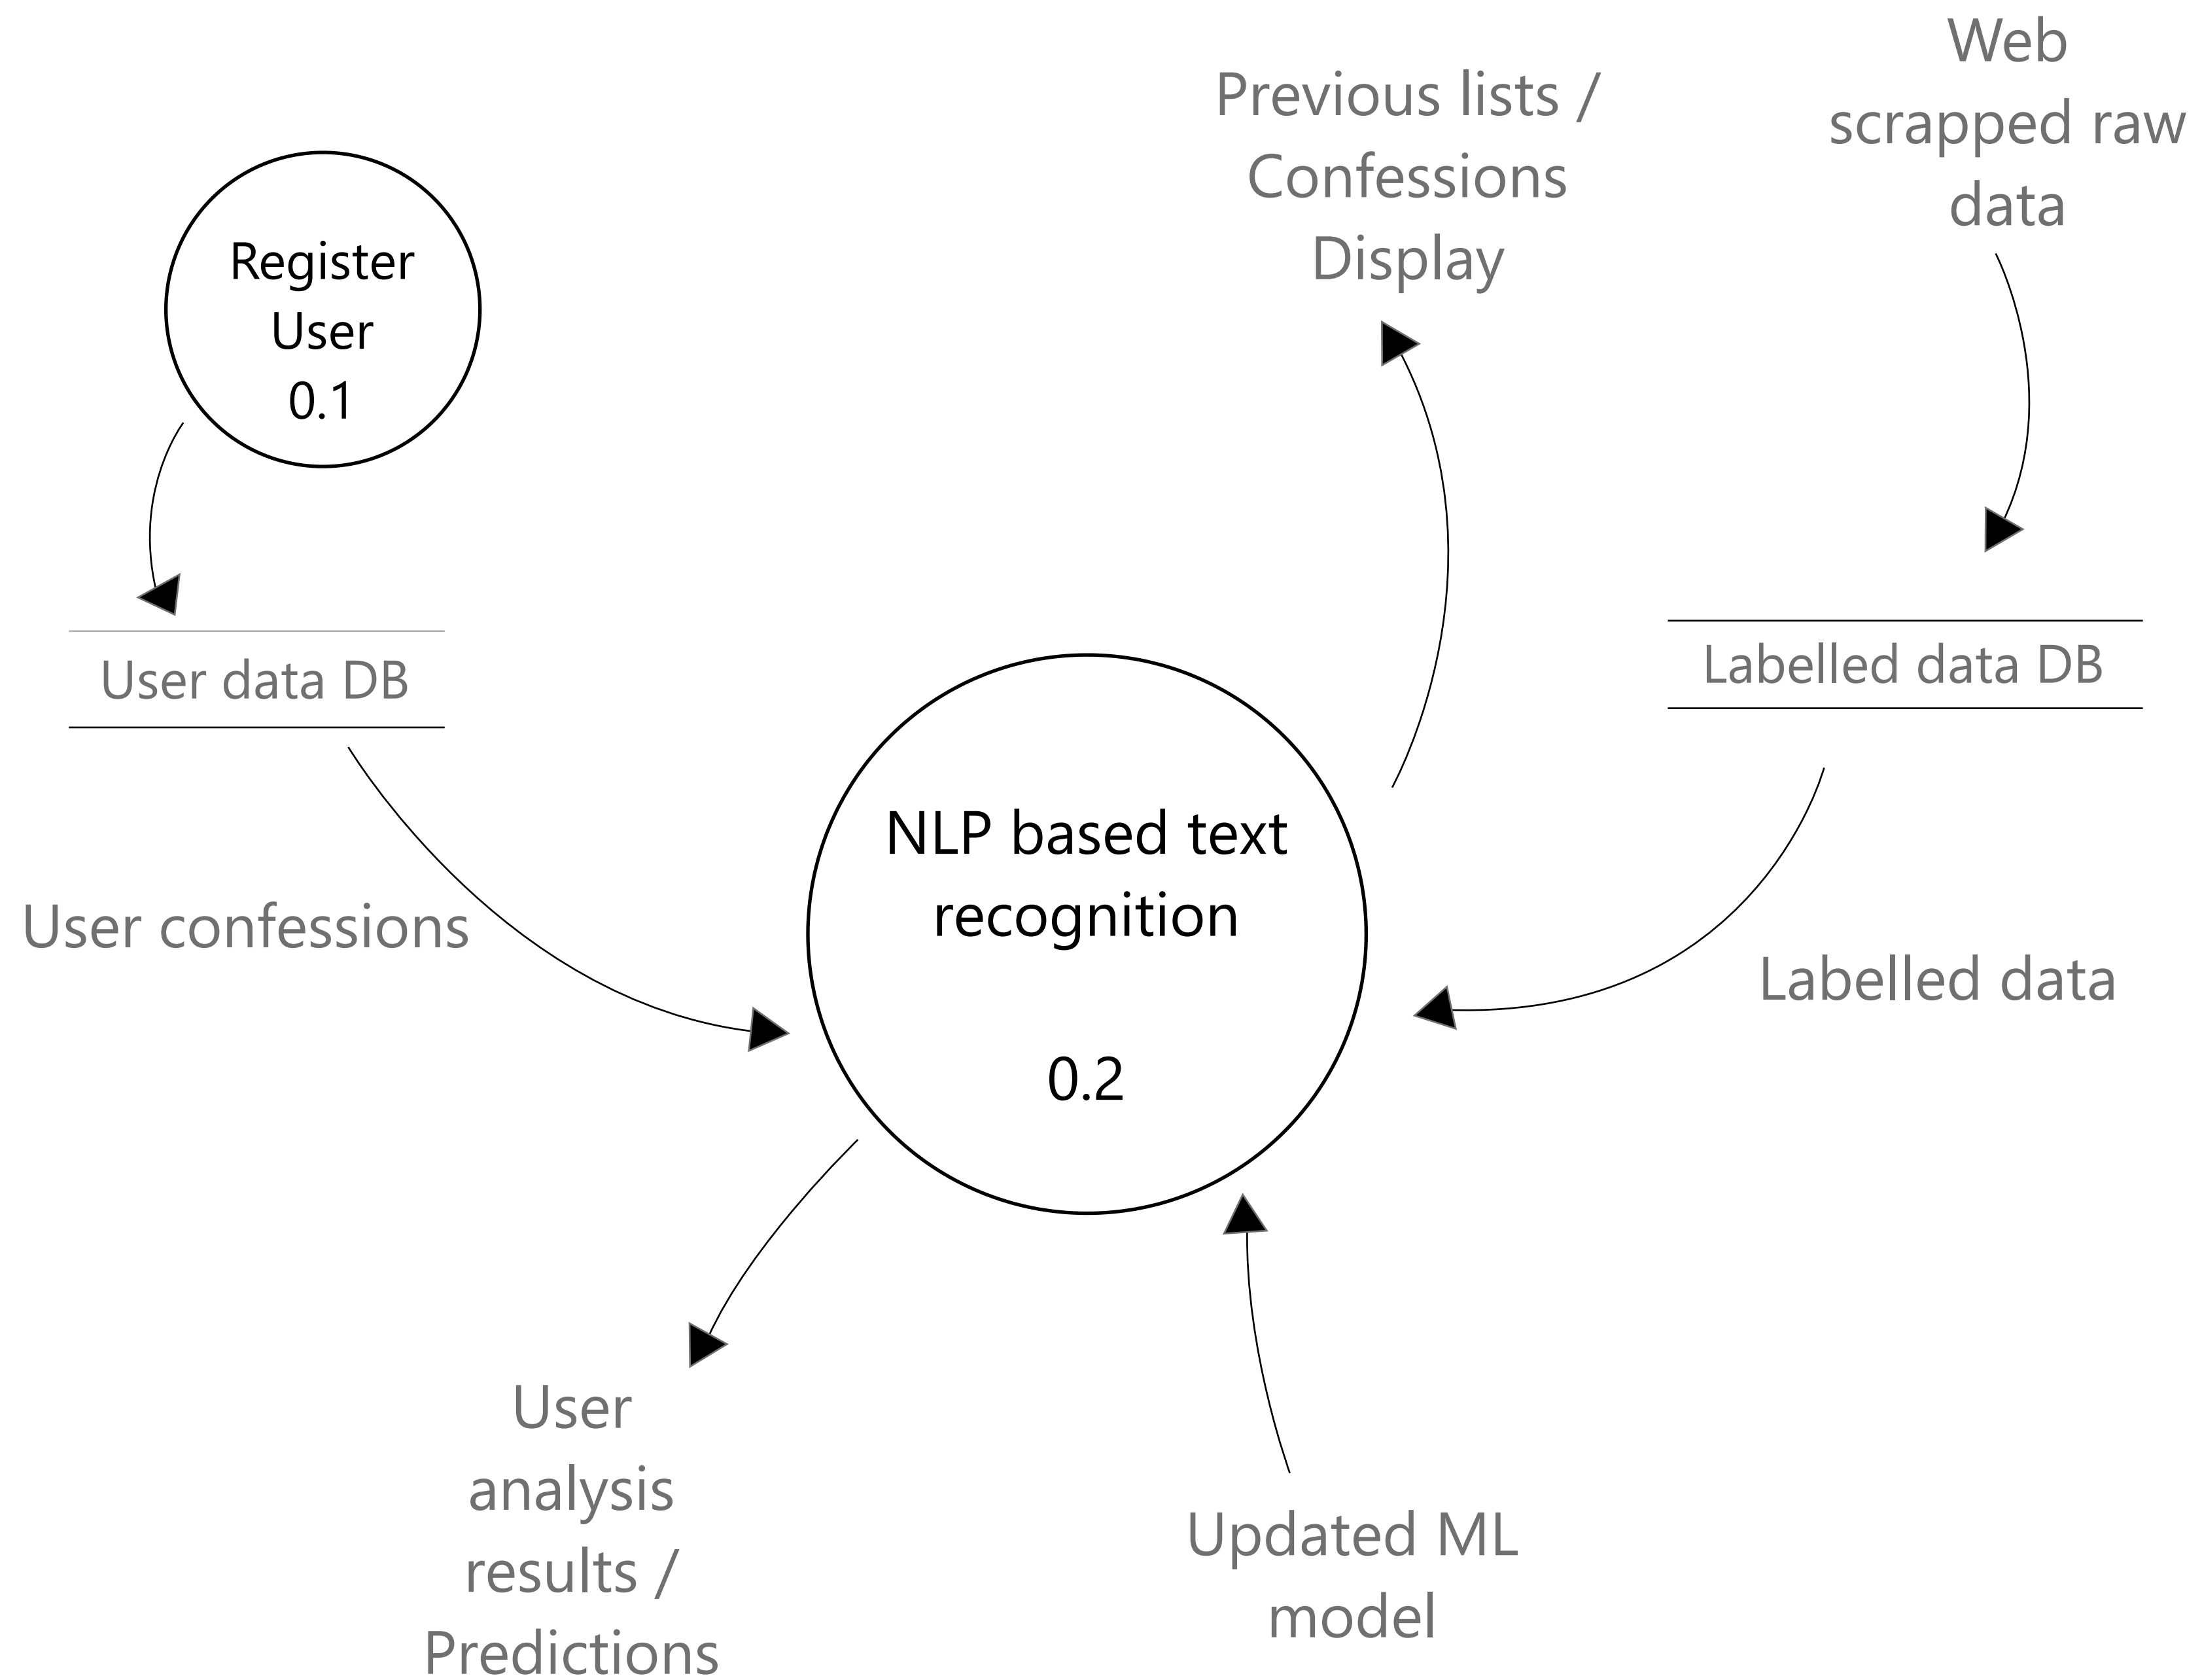 Register
User
0.1
Previous lists /
Confessions
Display
Web
scrapped raw
data
User data DB
Labelled data DB
User confessions
NLP based text
recognition
0.2
Labelled data
User
analysis
results /
Predictions
Updated ML
model